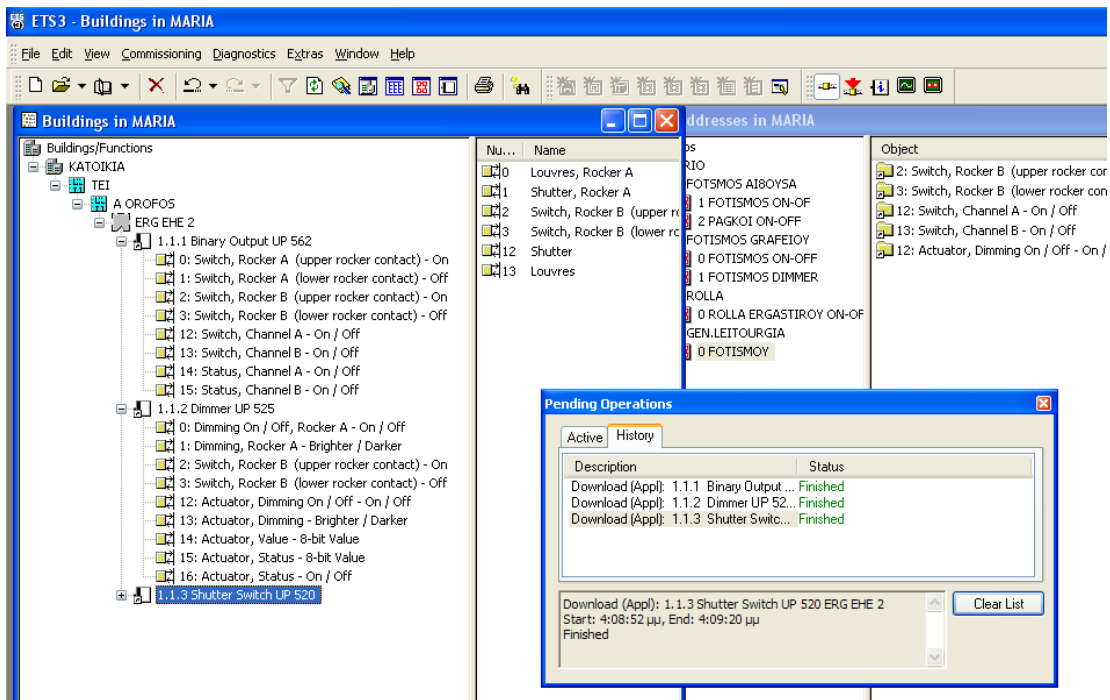 ETS3 - Buildings in MARIA
File Edit View Commissioning Diagnostics Extras Window Help
Buildings in MARIA
Buildings/Functions
KATOIKIA
TEI
A OROFOS
ERG EHE 2
1.1.1 Binary Output UP 562
0: Switch, Rocker A (upper rocker contact) - On
1: Switch, Rocker A (lower rocker contact) - Off
2: Switch, Rocker B (upper rocker contact) - On
3: Switch, Rocker B (lower rocker contact) - Off
12: Switch, Channel A - On / Off
13: Switch, Channel B - On / Off
14: Status, Channel A - On / Off
15: Status, Channel B - On / Off
1.1.2 Dimmer UP 525
0: Dimming On / Off, Rocker A - On / Off
1: Dimming, Rocker A - Brighter / Darker
2: Switch, Rocker B (upper rocker contact) - On
3: Switch, Rocker B (lower rocker contact) - Off
12: Actuator, Dimming On / Off - On / Off
13: Actuator, Dimming - Brighter / Darker
14: Actuator, Value - 8-bit Value
15: Actuator, Status - 8-bit Value
16: Actuator, Status - On / Off
1.1.3 Shutter Switch UP 520
Nu... Name
0 Louvres, Rocker A
1 Shutter, Rocker A
2 Switch, Rocker B (upper r
3 Switch, Rocker B (lower rc
12 Shutter
13 Louvres
ddresses in MARIA
RIO
FOTSMOS AI8OYSA
1 FOTISMOS ON-OF
2 PAGKOI ON-OFF
FOTISMOS GRAFEIOY
0 FOTISMOS ON-OFF
1 FOTISMOS DIMMER
ROLLA
0 ROLLA ERGASTIROY ON-OF
GEN.LEITOURGIA
0 FOTISMOY
Object
2: Switch, Rocker B (upper rocker cor
3: Switch, Rocker B (lower rocker con
12: Switch, Channel A - On / Off
13: Switch, Channel B - On / Off
12: Actuator, Dimming On / Off - On /
Pending Operations
Active History
Description Status
Download (Appl): 1.1.1 Binary Output ... Finished
Download (Appl): 1.1.2 Dimmer UP 52... Finished
Download (Appl): 1.1.3 Shutter Switc... Finished
Download (Appl): 1.1.3 Shutter Switch UP 520 ERG EHE 2
Start: 4:08:52 μμ, End: 4:09:20 μμ
Finished
Clear List